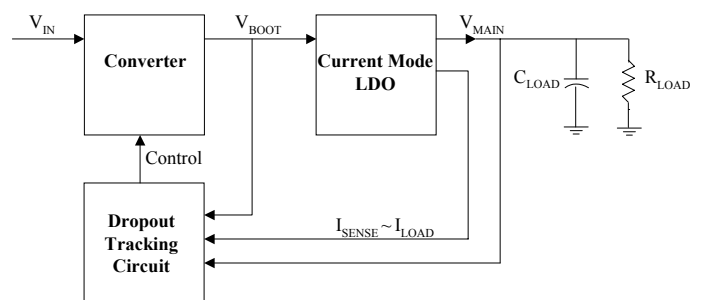 V_IN
V_BOOT
V_MAIN
Converter
Current Mode
LDO
C_LOAD
R_LOAD
Control
Dropout
Tracking
Circuit
I_SENSE ~ I_LOAD